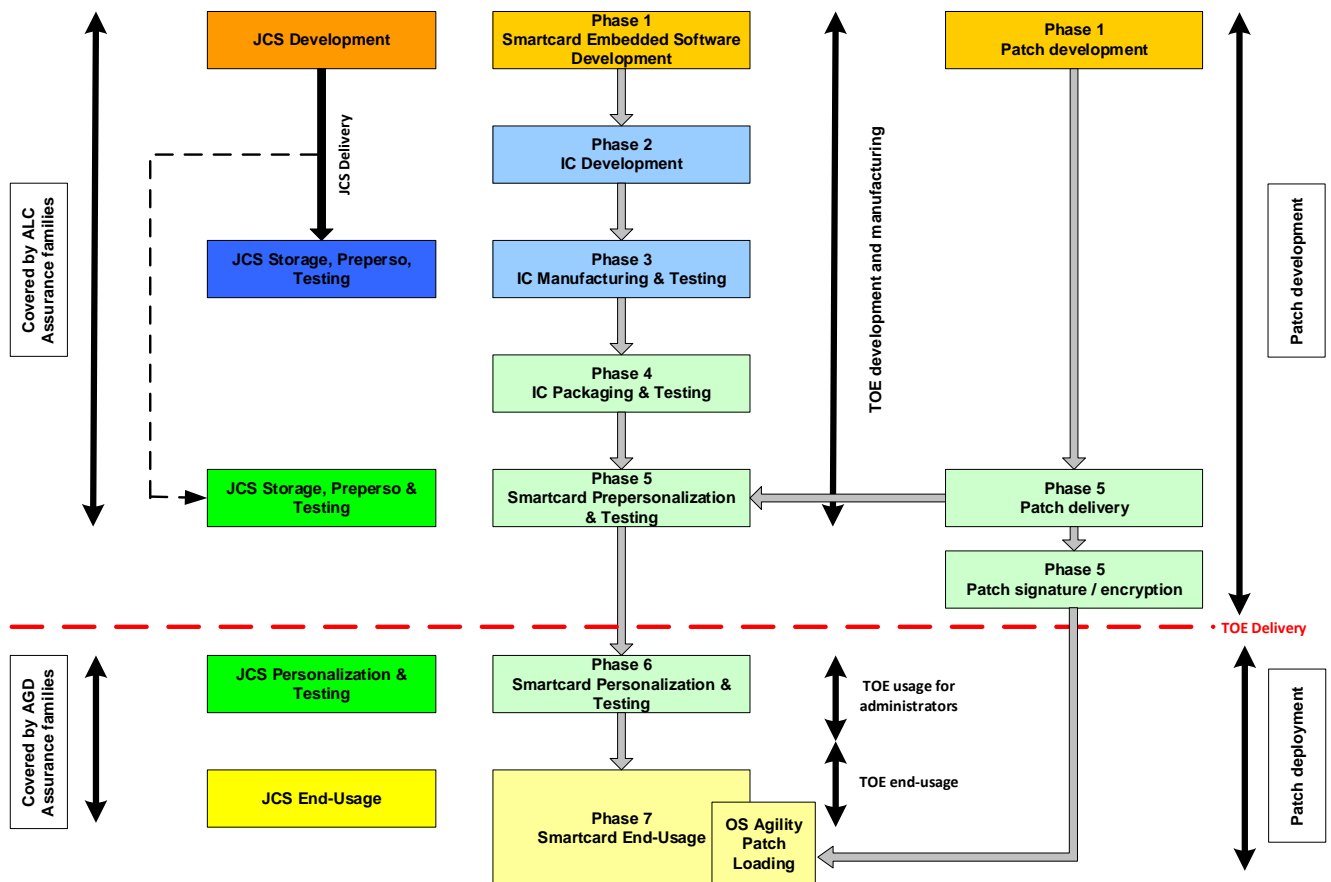 JCS Development
Phase 1
Smartcard Embedded Software
Development
Phase 1
Patch development
JCS Delivery
Phase 2
IC Development
Covered by ALC
Assurance families
TOE development and manufacturing
Patch development
JCS Storage, Preperso,
Testing
Phase 3
IC Manufacturing & Testing
Phase 4
IC Packaging & Testing
JCS Storage, Preperso &
Testing
Phase 5
Smartcard Prepersonalization
& Testing
Phase 5
Patch delivery
Phase 5
Patch signature / encryption
TOE Delivery
Covered by AGD
Assurance families
JCS Personalization &
Testing
Phase 6
Smartcard Personalization &
Testing
TOE usage for
administrators
Patch deployment
JCS End-Usage
Phase 7
Smartcard End-Usage
TOE end-usage
OS Agility
Patch
Loading